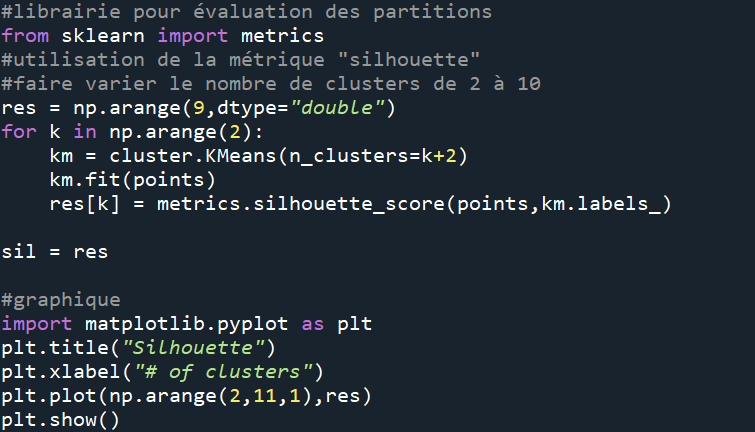 #librairie pour évaluation des partitions
from sklearn import metrics
#utilisation de la métrique "silhouette"
#faire varier le nombre de clusters de 2 à 10
res = np.arange(9,dtype="double")
for k in np.arange(2):
    km = cluster.KMeans(n_clusters=k+2)
    km.fit(points)
    res[k] = metrics.silhouette_score(points,km.labels_)
sil = res
#graphique
import matplotlib.pyplot as plt
plt.title("Silhouette")
plt.xlabel("# of clusters")
plt.plot(np.arange(2,11,1),res)
plt.show()